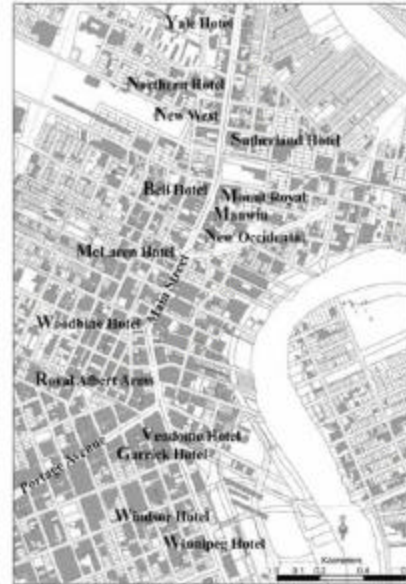 Yale Hotel
Northern Hotel
New West
Sutherland Hotel
Bell Hotel
Mount Royal
Manwin
New Occidental
McLaren Hotel
Main Street
Woodbine Hotel
Royal Albert Arms
Vendome Hotel
Garrick Hotel
Portage Avenue
Windsor Hotel
Winnipeg Hotel
Kilometers